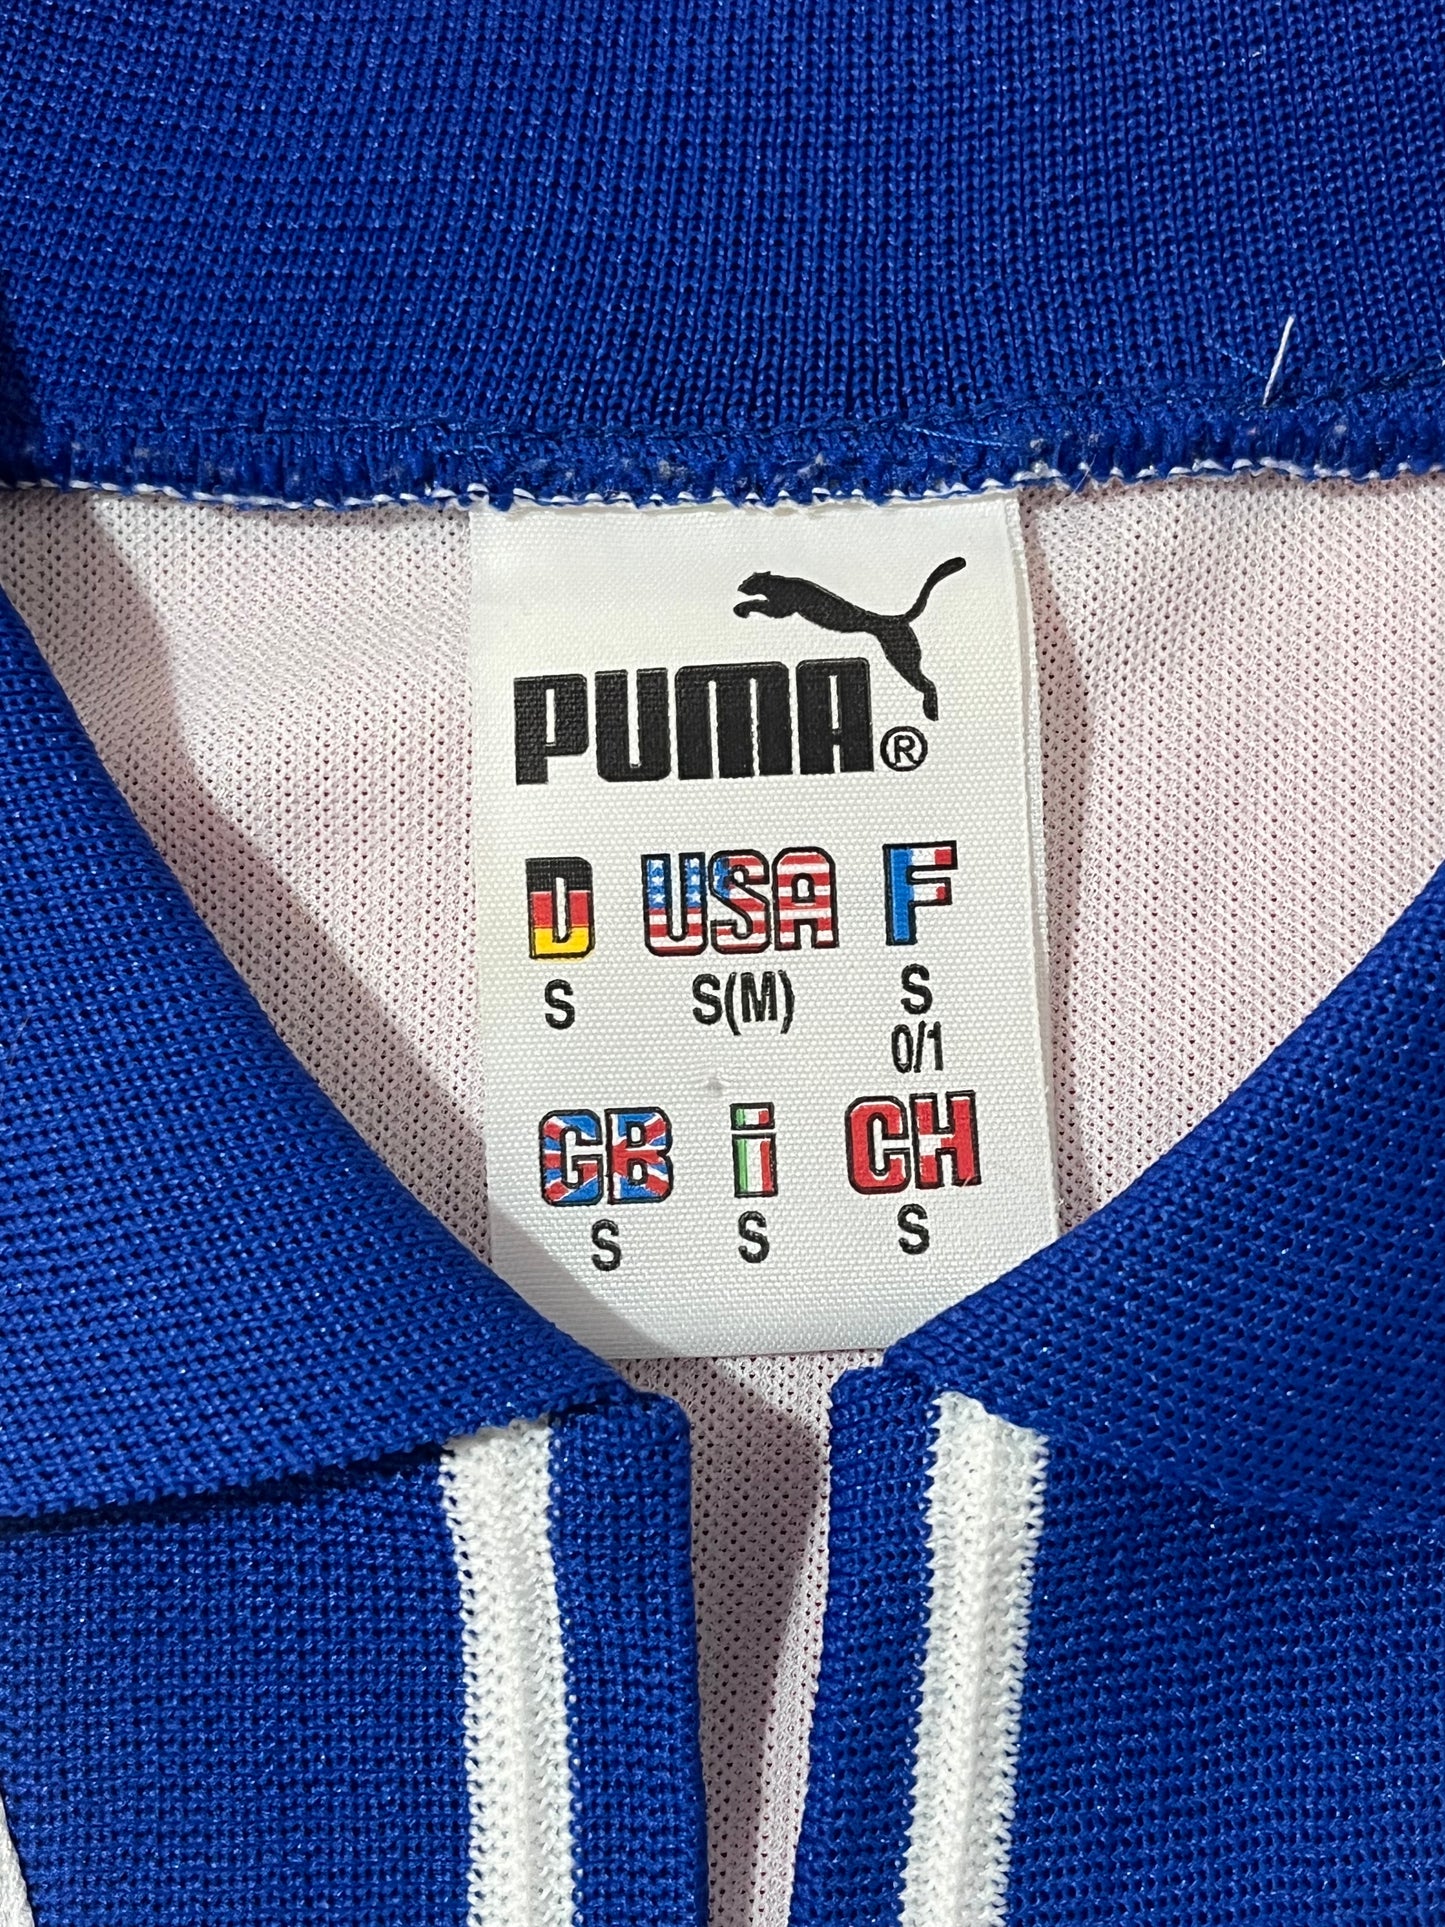 PUMA®
D USA F
S S(M) S
0/1
GB i CH
S S S